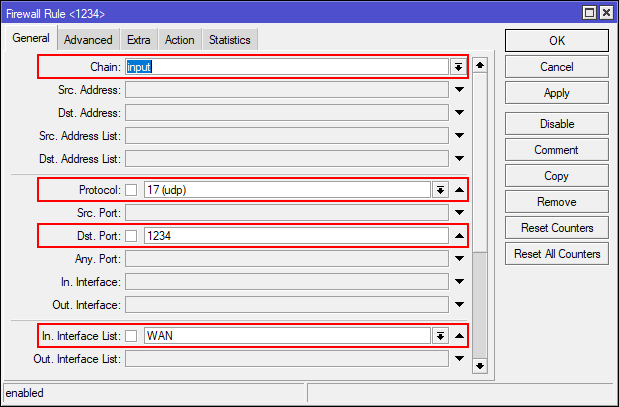 Firewall Rule <1234>
General Advanced Extra Action Statistics
Chain: input
Src. Address:
Dst. Address:
Src. Address List:
Dst. Address List:
Protocol: 17 (udp)
Src. Port:
Dst. Port: 1234
Any. Port:
In. Interface:
Out. Interface:
In. Interface List: WAN
Out. Interface List:
OK
Cancel
Apply
Disable
Comment
Copy
Remove
Reset Counters
Reset All Counters
enabled